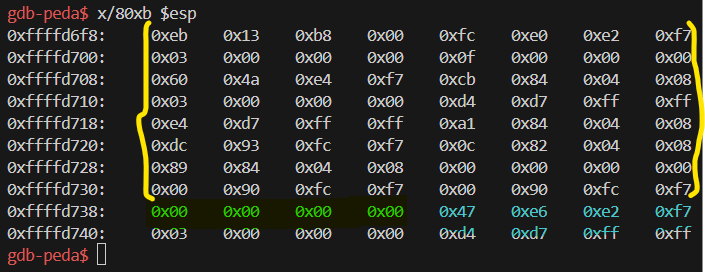 gdb-peda$ x/80xb $esp
0xffffd6f8: 0xeb 0x13 0xb8 0x00 0xfc 0xe0 0xe2 0xf7
0xffffd700: 0x03 0x00 0x00 0x00 0x0f 0x00 0x00 0x00
0xffffd708: 0x60 0x4a 0xe4 0xf7 0xcb 0x84 0x04 0x08
0xffffd710: 0x03 0x00 0x00 0x00 0xd4 0xd7 0xff 0xff
0xffffd718: 0xe4 0xd7 0xff 0xff 0xa1 0x84 0x04 0x08
0xffffd720: 0xdc 0x93 0xfc 0xf7 0x0c 0x82 0x04 0x08
0xffffd728: 0x89 0x84 0x04 0x08 0x00 0x00 0x00 0x00
0xffffd730: 0x00 0x90 0xfc 0xf7 0x00 0x90 0xfc 0xf7
0xffffd738: 0x00 0x00 0x00 0x00 0x47 0xe6 0xe2 0xf7
0xffffd740: 0x03 0x00 0x00 0x00 0xd4 0xd7 0xff 0xff
gdb-peda$